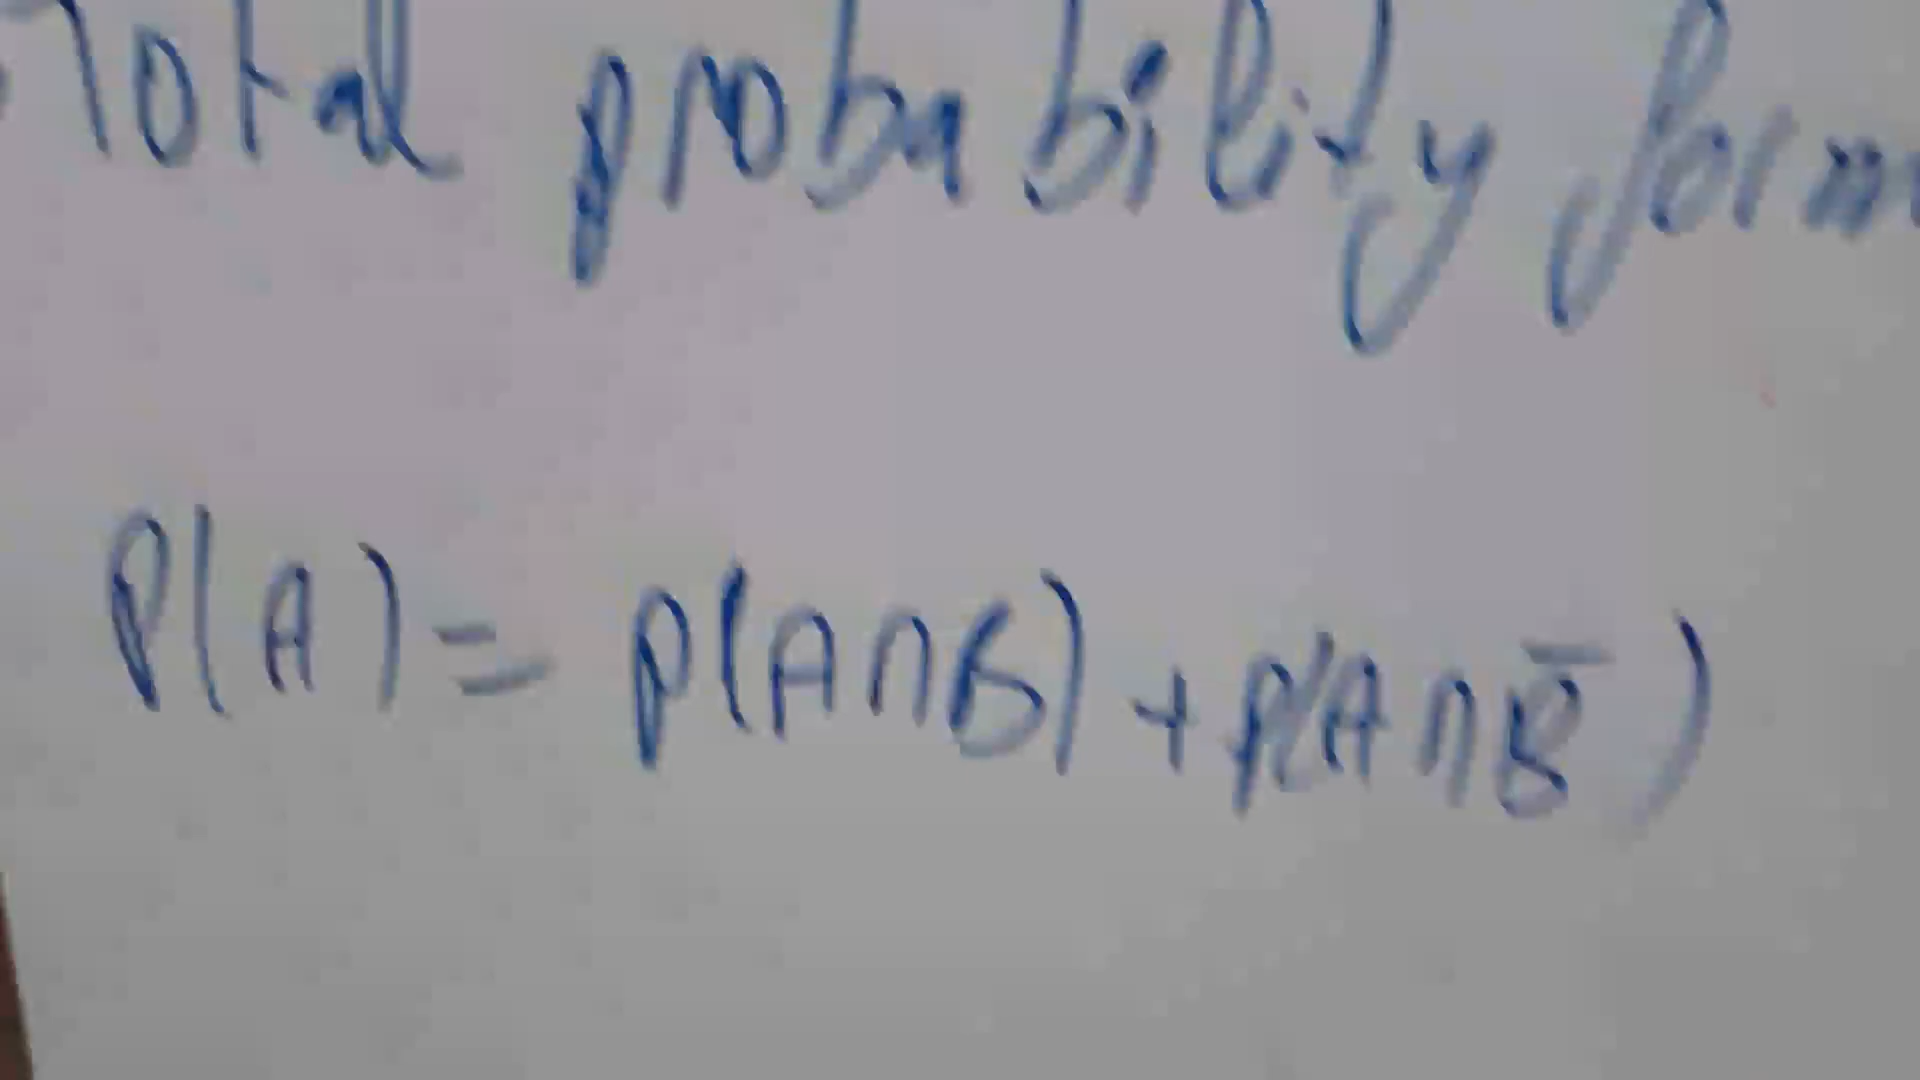 Total probability form
P(A) = P(A∩B) + P(A∩B̅)